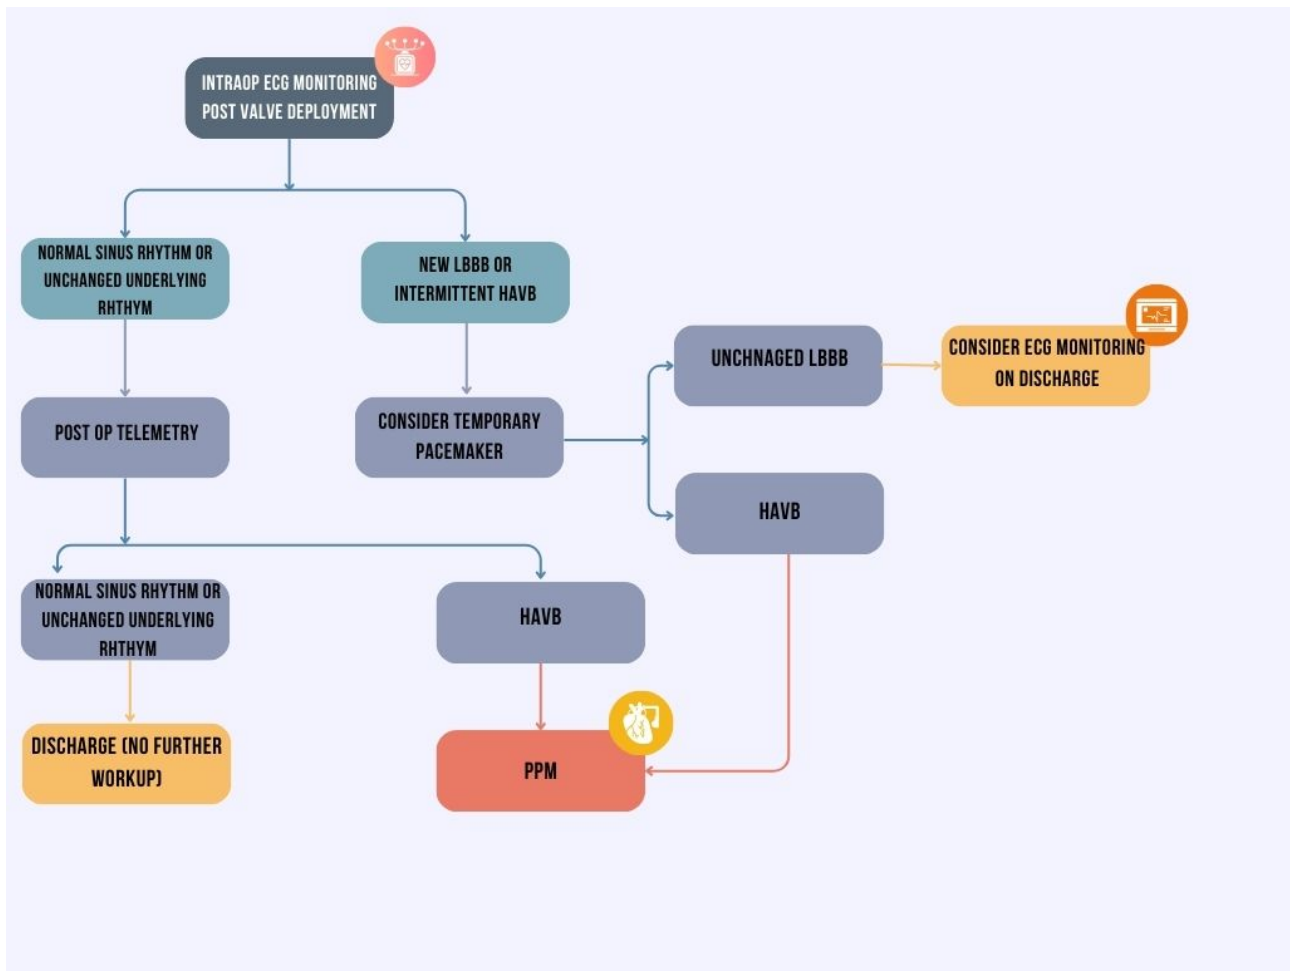 INTRAOP ECG MONITORING
POST VALVE DEPLOYMENT
NORMAL SINUS RHYTHM OR
UNCHANGED UNDERLYING
RHTHYM
NEW LBBB OR
INTERMITTENT HAVB
POST OP TELEMETRY
CONSIDER TEMPORARY
PACEMAKER
UNCHNAGED LBBB
CONSIDER ECG MONITORING
ON DISCHARGE
HAVB
NORMAL SINUS RHYTHM OR
UNCHANGED UNDERLYING
RHTHYM
HAVB
DISCHARGE (NO FURTHER
WORKUP)
PPM